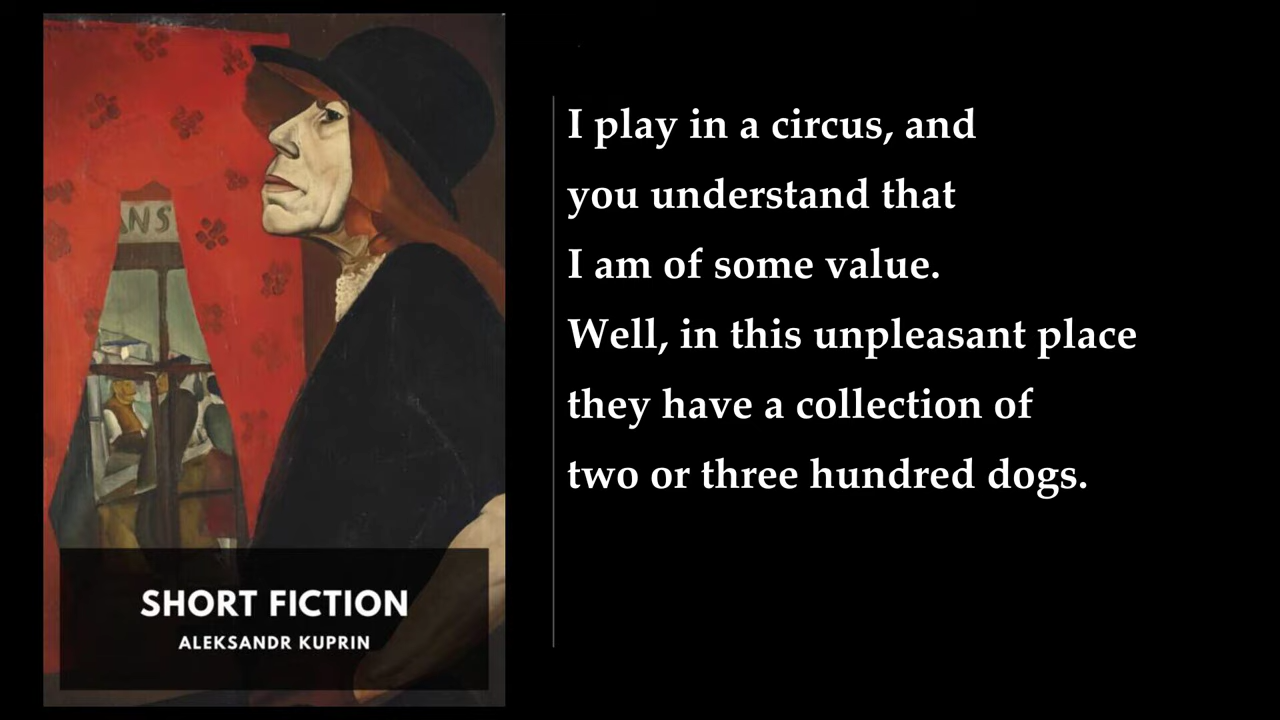 ANS
SHORT FICTION
ALEKSANDR KUPRIN
I play in a circus, and
you understand that
I am of some value.
Well, in this unpleasant place
they have a collection of
two or three hundred dogs.